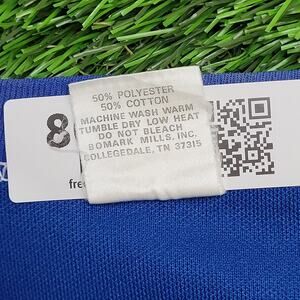 8
50% POLYESTER
50% COTTON
MACHINE WASH WARM
TUMBLE DRY LOW HEAT
DO NOT BLEACH
BOMARK MILLS, INC.
COLLEGEDALE, TN 37315